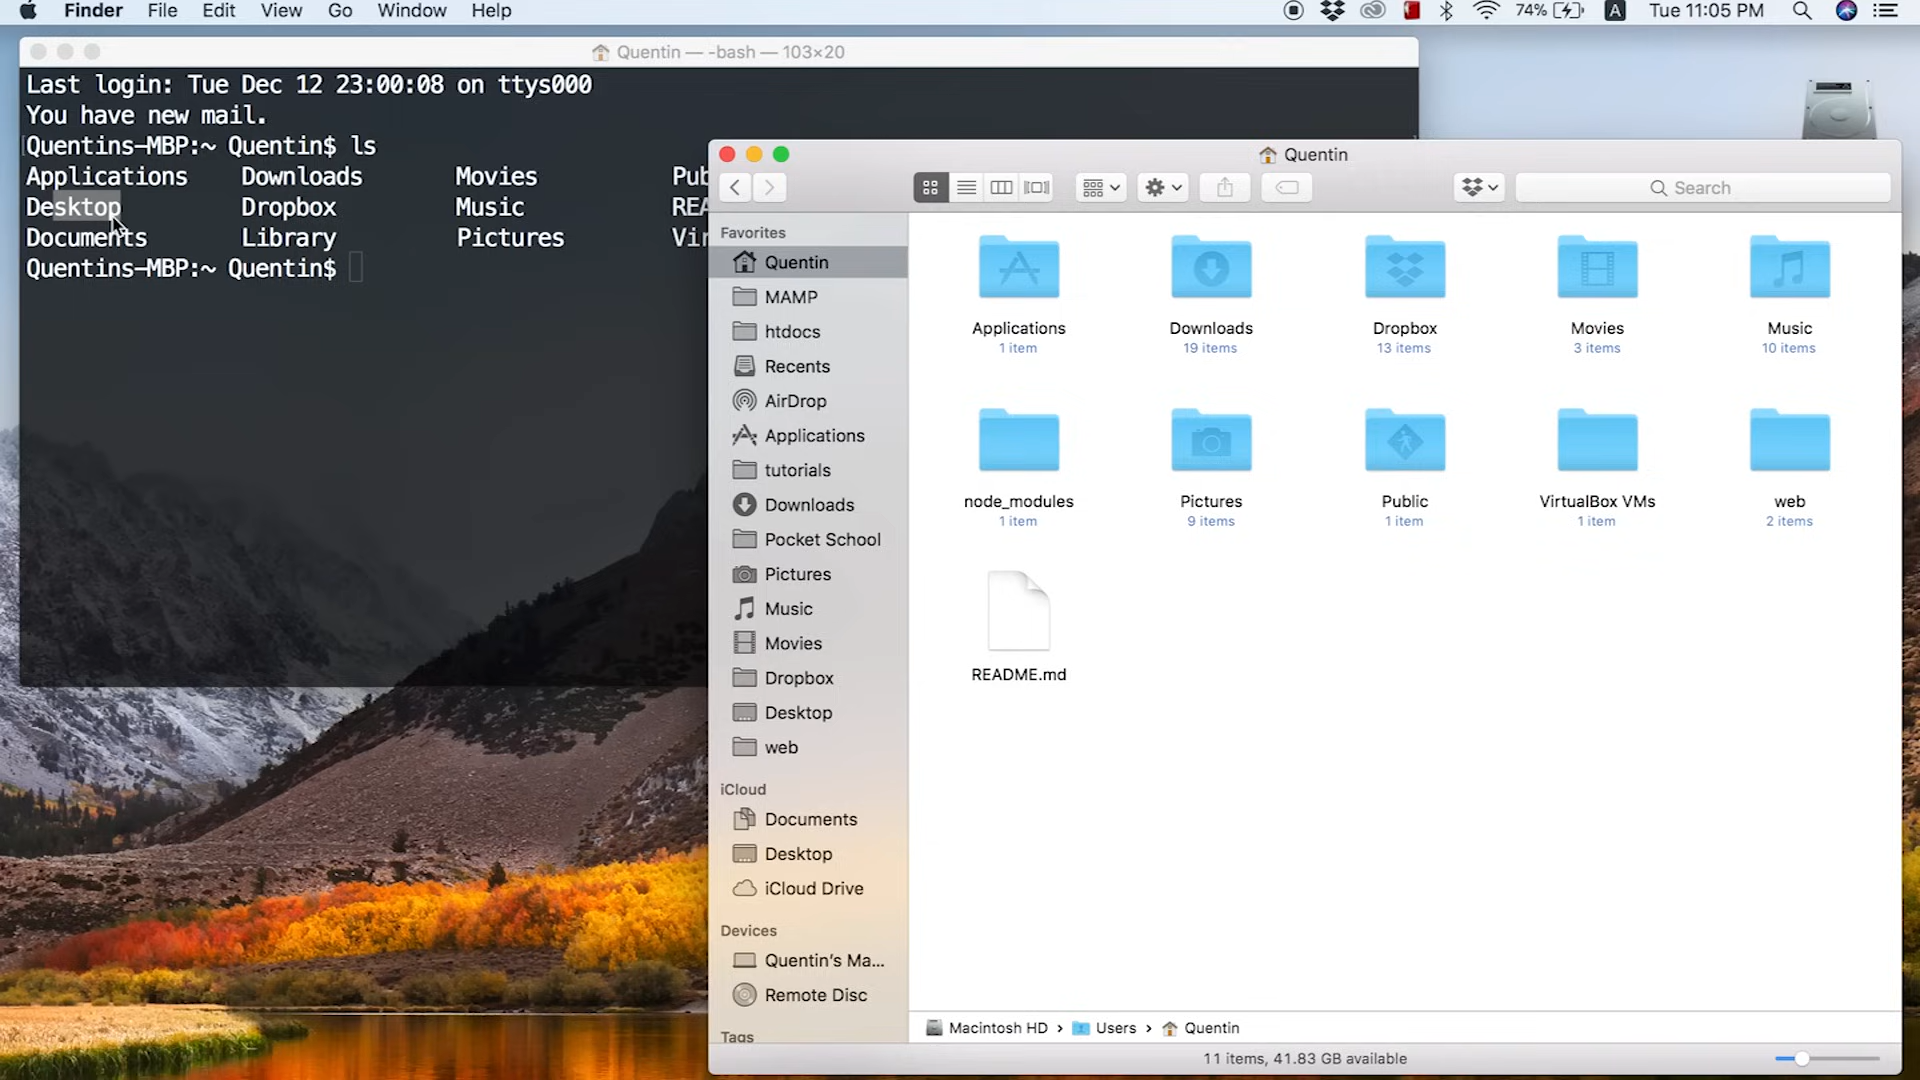 Finder File Edit View Go Window Help 74% A Tue 11:05 PM
Quentin — -bash — 103×20
Last login: Tue Dec 12 23:00:08 on ttys000
You have new mail.
Quentins-MBP:~ Quentin$ ls
Applications Downloads Movies Pub
Desktop Dropbox Music REA
Documents Library Pictures Vir
Quentins-MBP:~ Quentin$
Quentin
Search
Favorites
Quentin
MAMP
htdocs
Recents
AirDrop
Applications
tutorials
Downloads
Pocket School
Pictures
Music
Movies
Dropbox
Desktop
web
iCloud
Documents
Desktop
iCloud Drive
Devices
Quentin's Ma...
Remote Disc
Tags
Applications Downloads Dropbox Movies Music
1 item 19 items 13 items 3 items 10 items
node_modules Pictures Public VirtualBox VMs web
1 item 9 items 1 item 1 item 2 items
README.md
Macintosh HD › Users › Quentin
11 items, 41.83 GB available